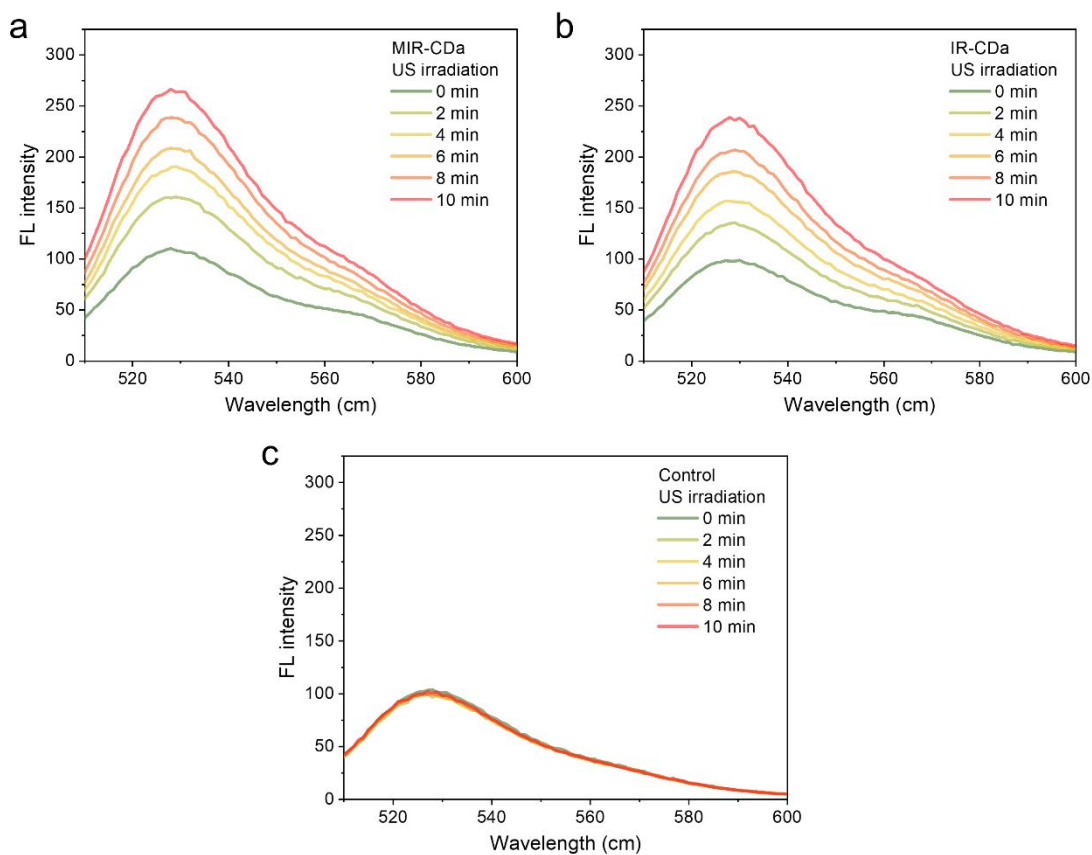 a
MIR-CDa
US irradiation
0 min
2 min
4 min
6 min
8 min
10 min
300
250
200
150
100
50
0
FL intensity
520
540
560
580
600
Wavelength (cm)
b
IR-CDa
US irradiation
0 min
2 min
4 min
6 min
8 min
10 min
300
250
200
150
100
50
0
FL intensity
520
540
560
580
600
Wavelength (cm)
c
Control
US irradiation
0 min
2 min
4 min
6 min
8 min
10 min
300
250
200
150
100
50
0
FL intensity
520
540
560
580
600
Wavelength (cm)